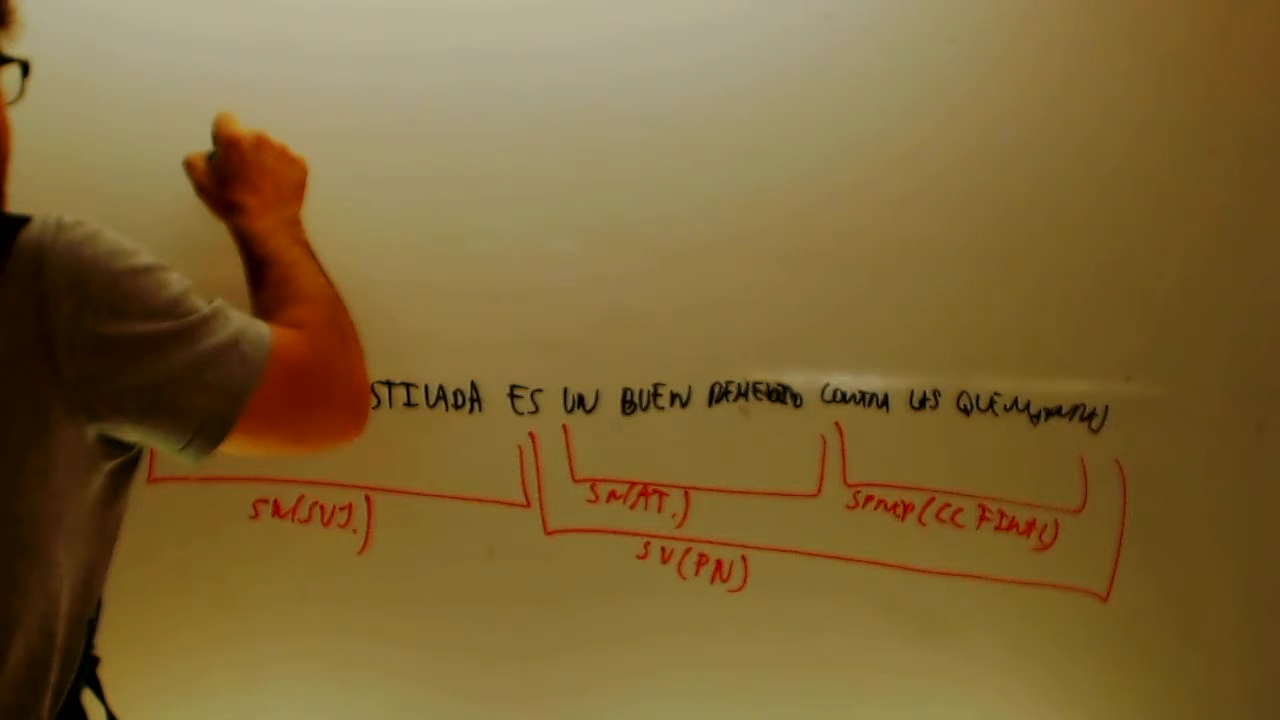 STILADA ES UN BUEN REMEDIO CONTRA LAS QUEMADURAS
SN(SUJ.) SN(AT.) SPREP(CC FINAL)
SV(PN)